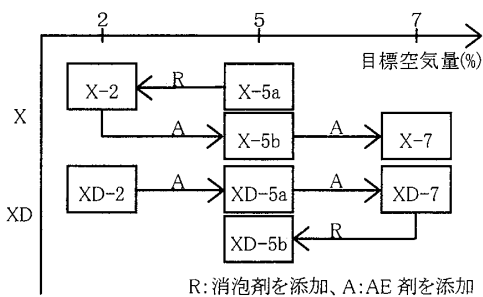 2 5 7
目標空気量(%)
R
X-2 X-5a
X
A A
X-5b X-7
A A
XD-2 XD-5a XD-7
XD
R
XD-5b
R:消泡剤を添加、A:AE 剤を添加